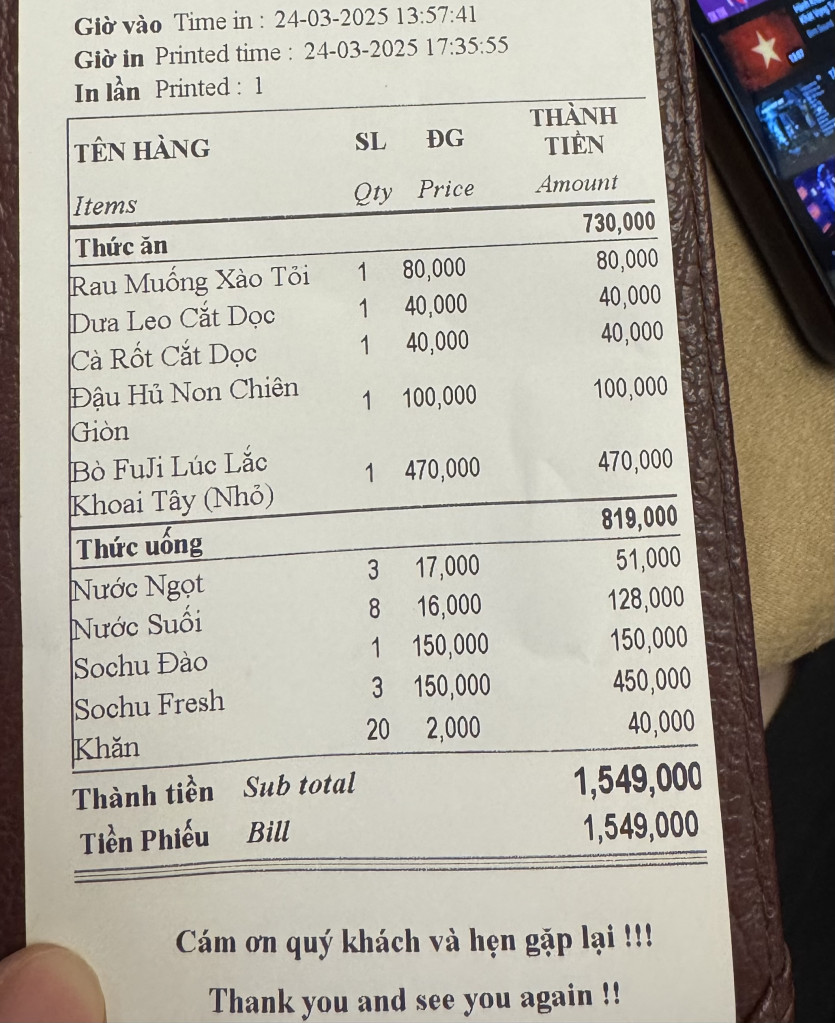 Giờ vào Time in : 24-03-2025 13:57:41
Giờ in Printed time : 24-03-2025 17:35:55
In lần Printed : 1
TÊN HÀNG SL ĐG THÀNH TIỀN
Items Qty Price Amount
Thức ăn 730,000
Rau Muống Xào Tỏi 1 80,000 80,000
Dưa Leo Cắt Dọc 1 40,000 40,000
Cà Rốt Cắt Dọc 1 40,000 40,000
Đậu Hủ Non Chiên 1 100,000 100,000
Giòn
Bò FuJi Lúc Lắc 1 470,000 470,000
Khoai Tây (Nhỏ)
Thức uống 819,000
Nước Ngọt 3 17,000 51,000
Nước Suối 8 16,000 128,000
Sochu Đào 1 150,000 150,000
Sochu Fresh 3 150,000 450,000
Khăn 20 2,000 40,000
Thành tiền Sub total 1,549,000
Tiền Phiếu Bill 1,549,000
Cám ơn quý khách và hẹn gặp lại !!!
Thank you and see you again !!